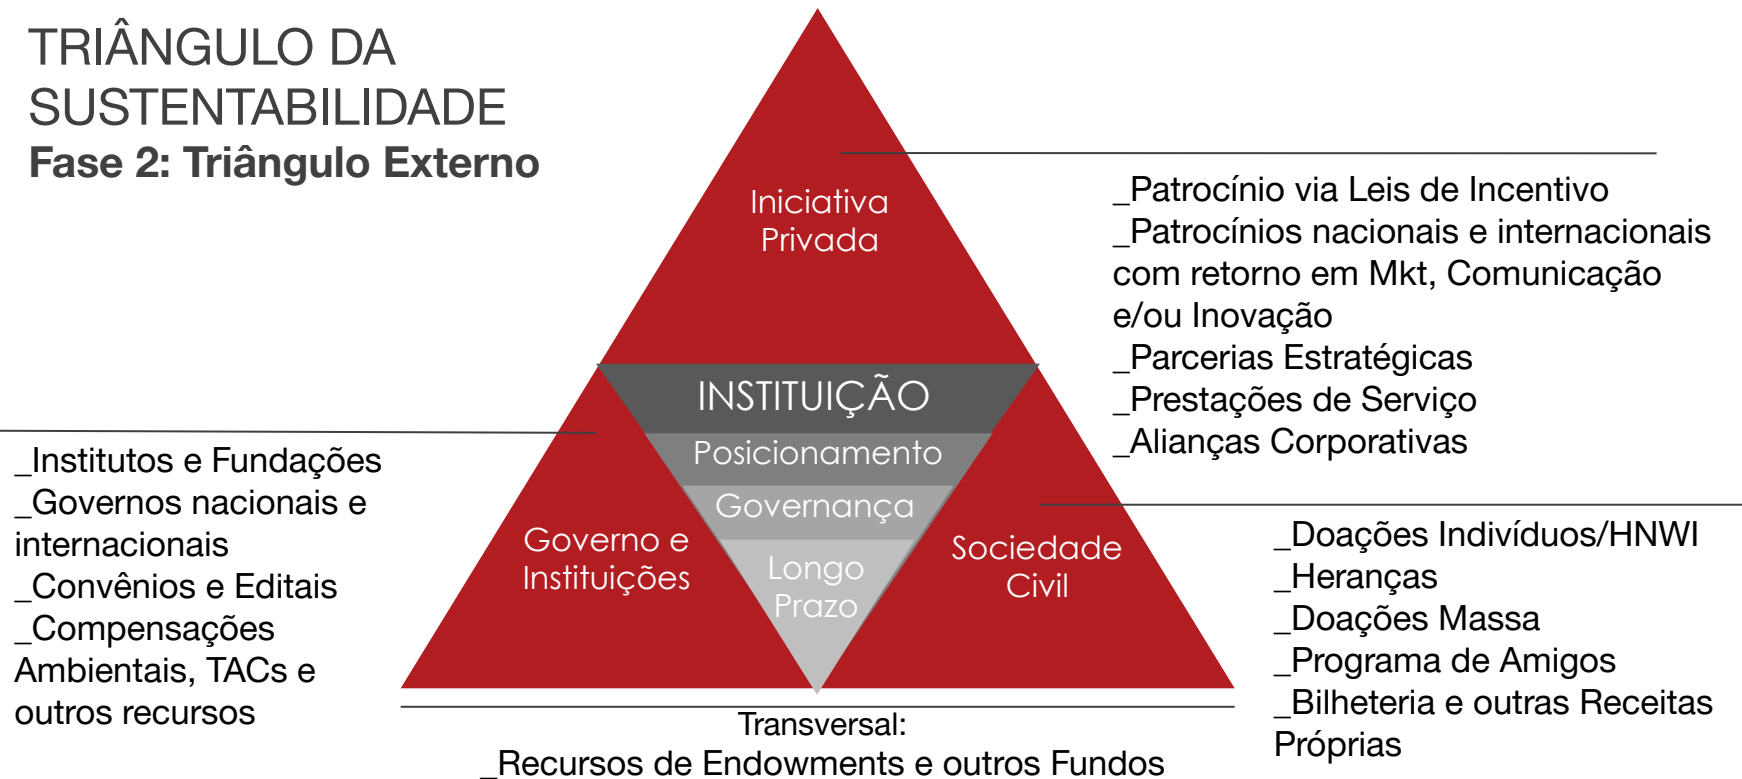 TRIÂNGULO DA
SUSTENTABILIDADE
Fase 2: Triângulo Externo
Iniciativa
Privada
_Patrocínio via Leis de Incentivo
_Patrocínios nacionais e internacionais
com retorno em Mkt, Comunicação
e/ou Inovação
_Parcerias Estratégicas
_Prestações de Serviço
_Alianças Corporativas
INSTITUIÇÃO
Posicionamento
Governança
Longo
Prazo
Governo e
Instituições
_Institutos e Fundações
_Governos nacionais e
internacionais
_Convênios e Editais
_Compensações
Ambientais, TACs e
outros recursos
Sociedade
Civil
_Doações Indivíduos/HNWI
_Heranças
_Doações Massa
_Programa de Amigos
_Bilheteria e outras Receitas
Próprias
Transversal:
_Recursos de Endowments e outros Fundos